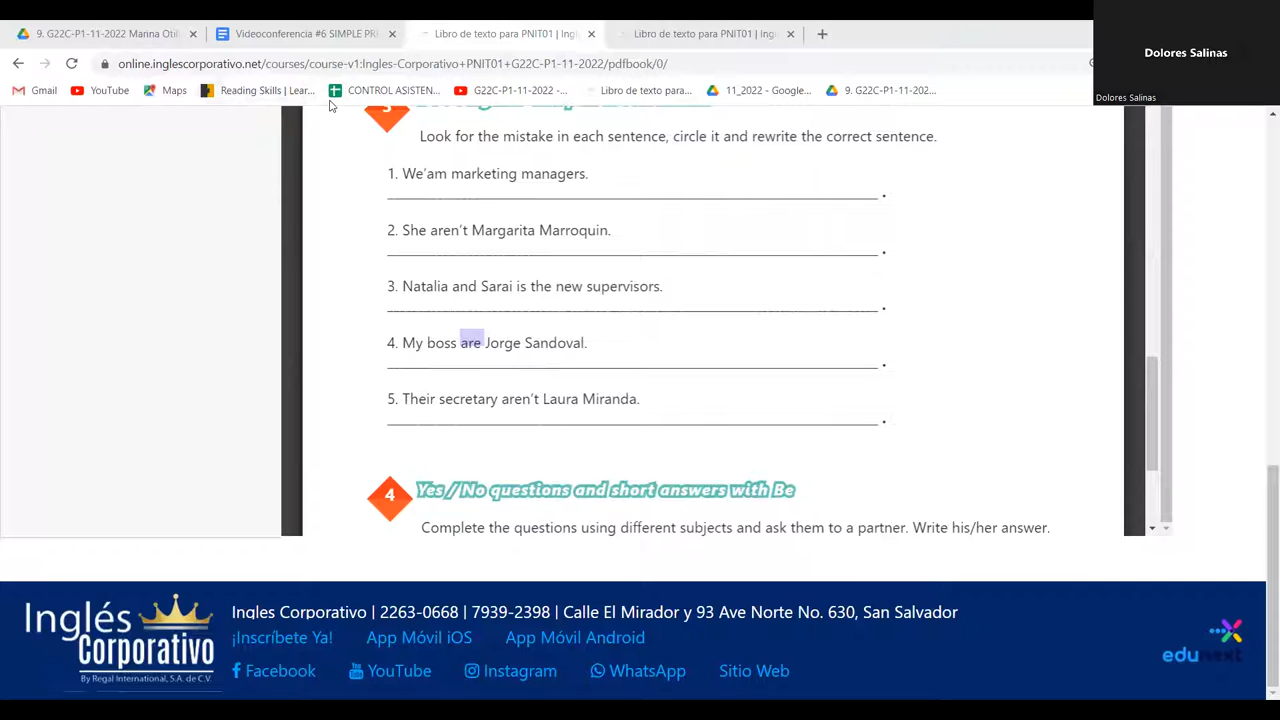 9. G22C-P1-11-2022 Marina Otil
Videoconferencia #6 SIMPLE PR
Libro de texto para PNIT01 | Ingl
Libro de texto para PNIT01 | Ing
online.inglescorporativo.net/courses/course-v1:Ingles-Corporativo+PNIT01+G22C-P1-11-2022/pdfbook/0/
Gmail
YouTube
Maps
Reading Skills | Lear...
CONTROL ASISTEN...
G22C-P1-11-2022 -...
Libro de texto para...
11_2022 - Google...
9. G22C-P1-11-202...
Dolores Salinas
Dolores Salinas
Look for the mistake in each sentence, circle it and rewrite the correct sentence.
1. We'am marketing managers.
2. She aren't Margarita Marroquin.
3. Natalia and Sarai is the new supervisors.
4. My boss are Jorge Sandoval.
5. Their secretary aren't Laura Miranda.
4
Yes / No questions and short answers with Be
Complete the questions using different subjects and ask them to a partner. Write his/her answer.
Inglés
Corporativo
By Regal International, S.A. de C.V.
Ingles Corporativo | 2263-0668 | 7939-2398 | Calle El Mirador y 93 Ave Norte No. 630, San Salvador
¡Inscríbete Ya!
App Móvil iOS
App Móvil Android
Facebook
YouTube
Instagram
WhatsApp
Sitio Web
edunext